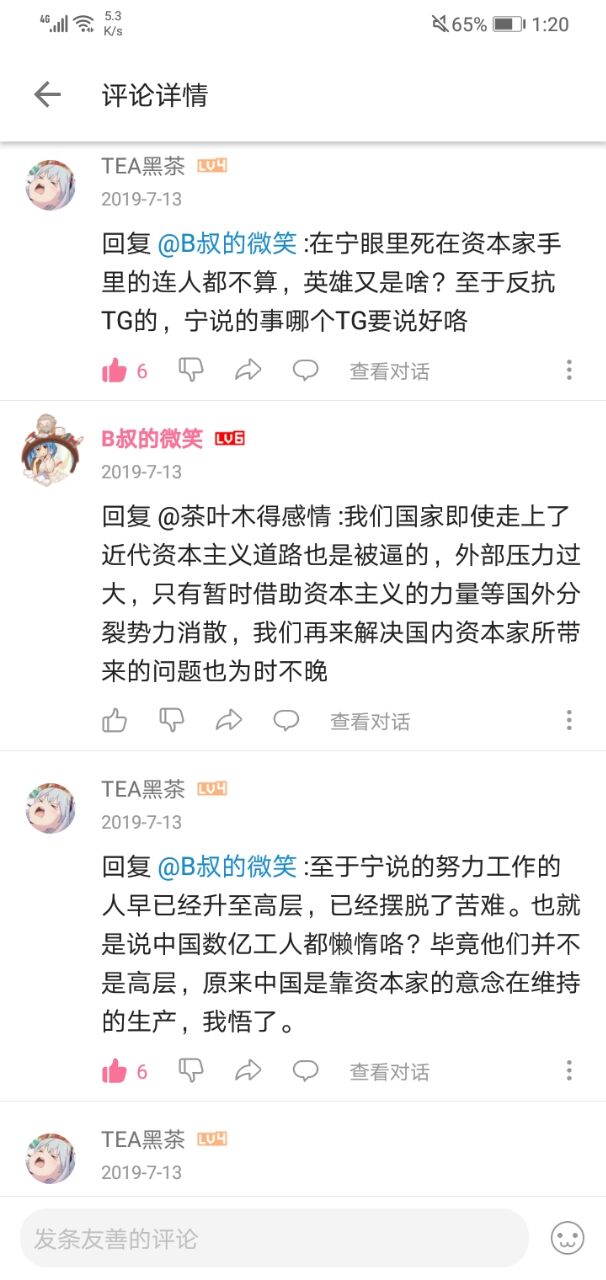 4G
5.3
K/s
65%
1:20
评论详情
TEA黑茶 LV4
2019-7-13
回复 @B叔的微笑 :在宁眼里死在资本家手
里的连人都不算，英雄又是啥？至于反抗
TG的，宁说的事哪个TG要说好咯
6 查看对话
B叔的微笑 LV6
2019-7-13
回复 @茶叶木得感情 :我们国家即使走上了
近代资本主义道路也是被逼的，外部压力过
大，只有暂时借助资本主义的力量等国外分
裂势力消散，我们再来解决国内资本家所带
来的问题也为时不晚
查看对话
TEA黑茶 LV4
2019-7-13
回复 @B叔的微笑 :至于宁说的努力工作的
人早已经升至高层，已经摆脱了苦难。也就
是说中国数亿工人都懒惰咯？毕竟他们并不
是高层，原来中国是靠资本家的意念在维持
的生产，我悟了。
6 查看对话
TEA黑茶 LV4
2019-7-13
发条友善的评论